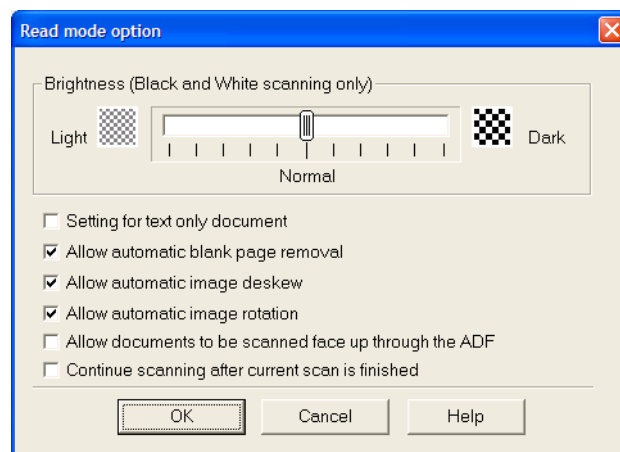 Read mode option
Brightness (Black and White scanning only)
Light Dark
Normal
Setting for text only document
Allow automatic blank page removal
Allow automatic image deskew
Allow automatic image rotation
Allow documents to be scanned face up through the ADF
Continue scanning after current scan is finished
OK Cancel Help